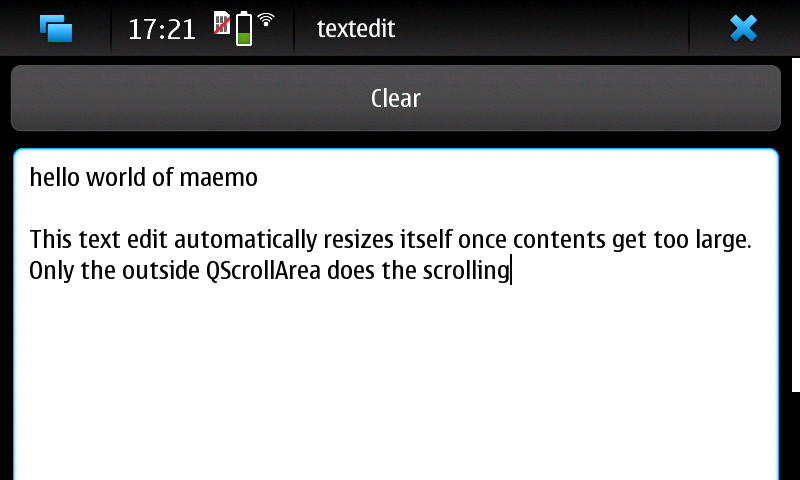 17:21
textedit
Clear
hello world of maemo
This text edit automatically resizes itself once contents get too large.
Only the outside QScrollArea does the scrolling